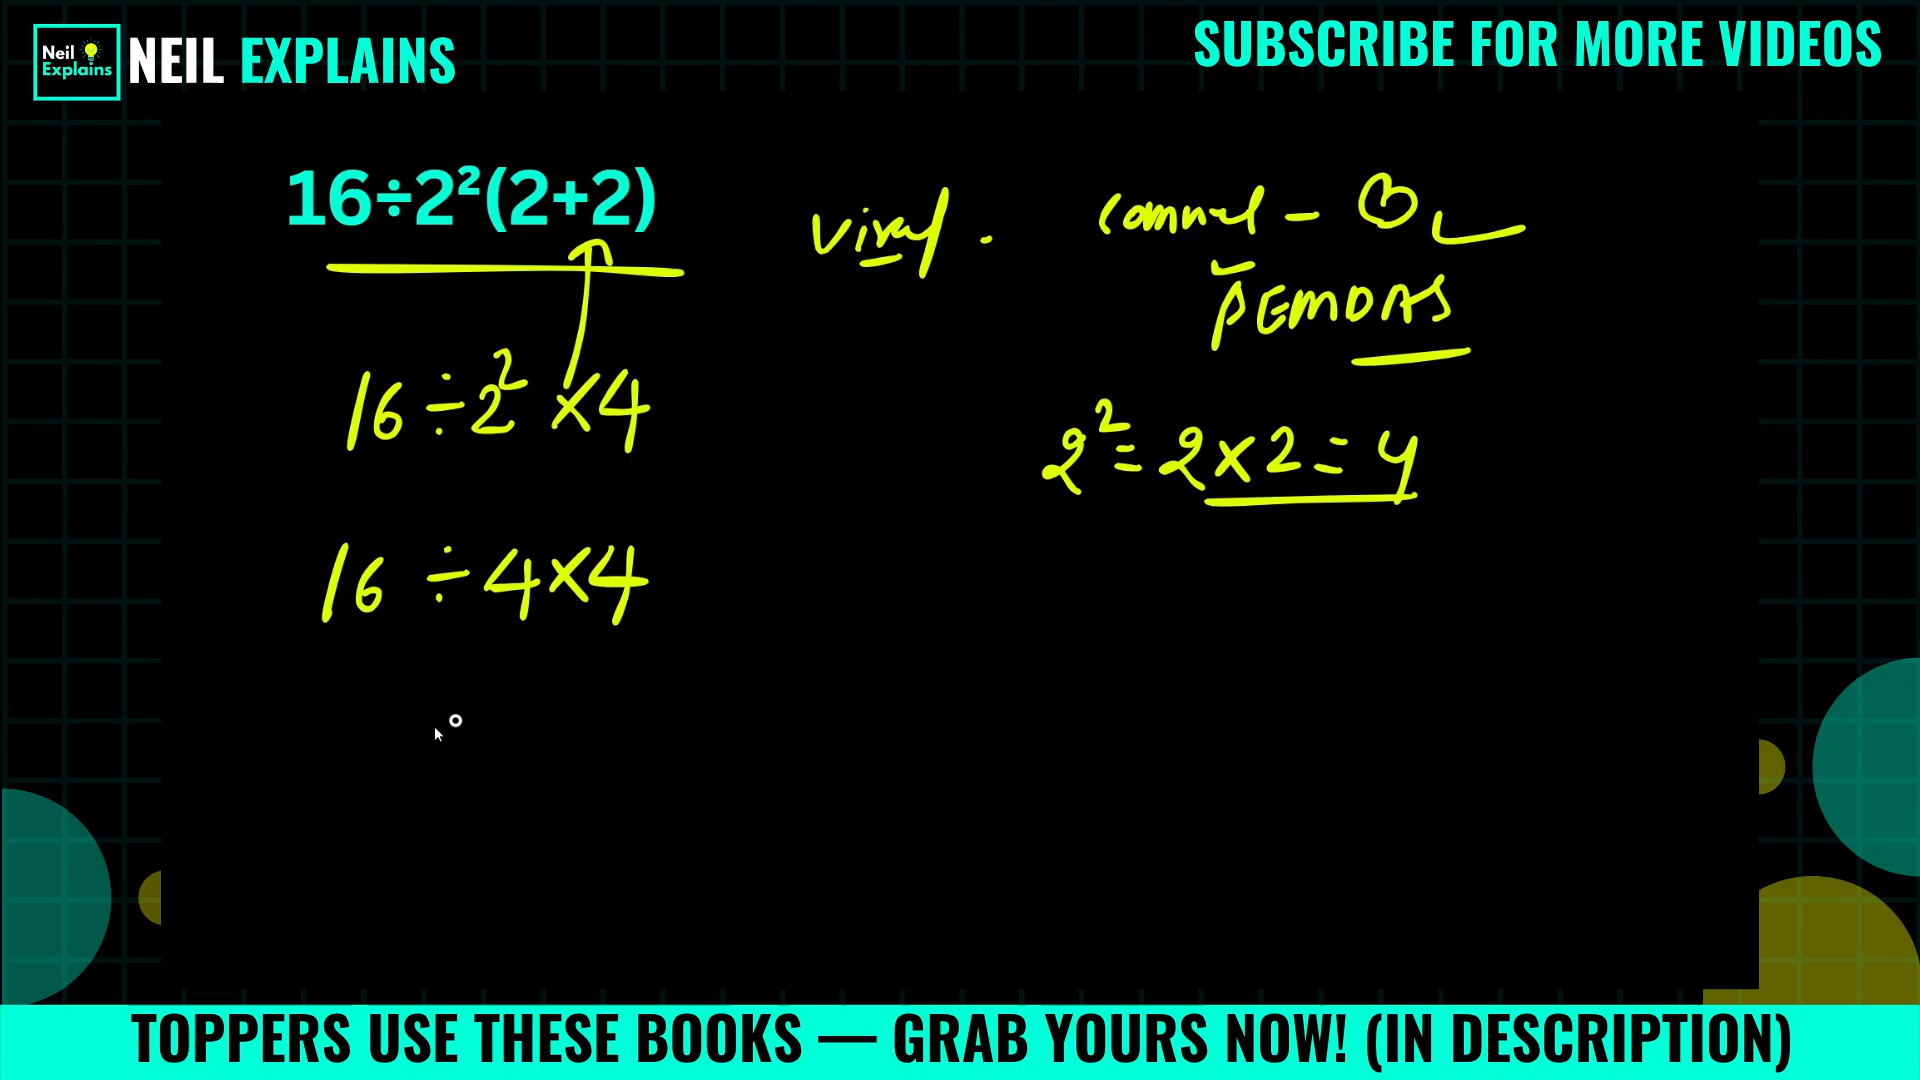 Neil
Explains
NEIL EXPLAINS
SUBSCRIBE FOR MORE VIDEOS
16÷2²(2+2)
Viral.
PEMDAS
16÷2²×4
2²=2×2=4
16÷4×4
TOPPERS USE THESE BOOKS — GRAB YOURS NOW! (IN DESCRIPTION)